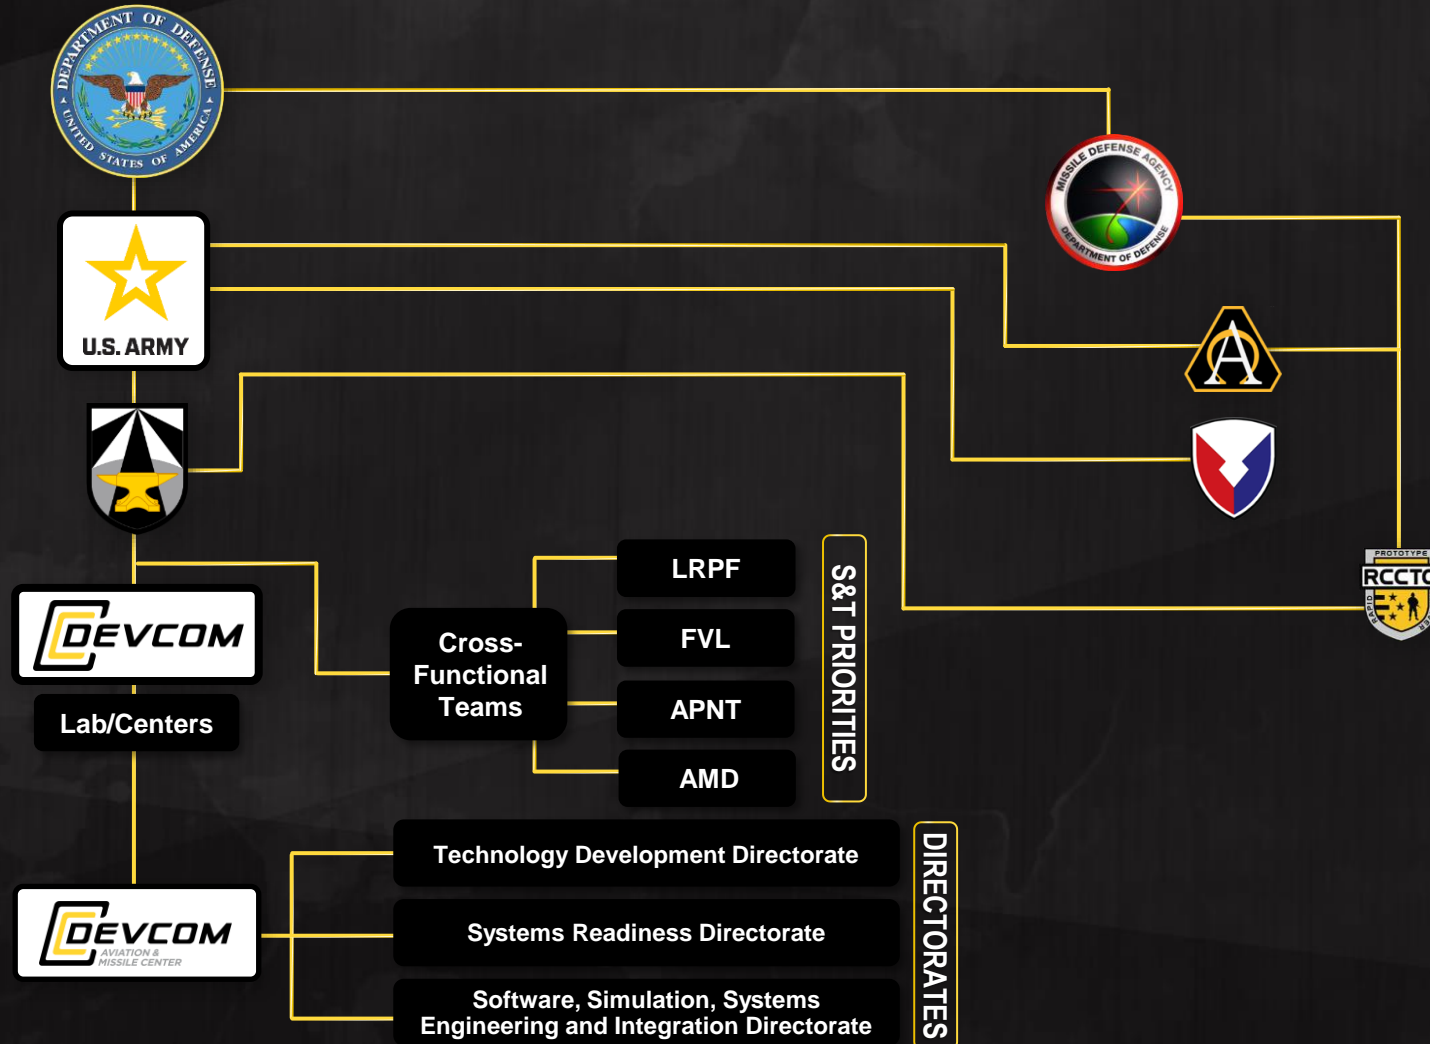 DEPARTMENT OF DEFENSE
UNITED STATES OF AMERICA
MISSILE DEFENSE AGENCY
DEPARTMENT OF DEFENSE
U.S. ARMY
A
PROTOTYPE
RCCTO
RAPID
DEVCOM
Lab/Centers
Cross-
Functional
Teams
LRPF
FVL
APNT
AMD
S&T PRIORITIES
DEVCOM
AVIATION &
MISSILE CENTER
Technology Development Directorate
Systems Readiness Directorate
Software, Simulation, Systems
Engineering and Integration Directorate
DIRECTORATES